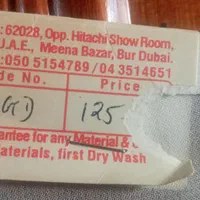 : 62028, Opp. Hitachi Show Room,
U.A.E., Meena Bazar, Bur Dubai.
:050 5154789 / 04 3514651
de No. Price
GD 125
antee for any Material &
aterials, first Dry Wash